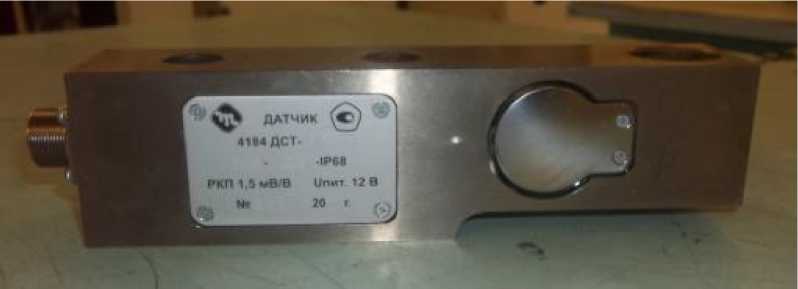 ДАТЧИК
4184 ДСТ-
- -IP68
РКП 1,5 мВ/В Uпит. 12 В
№ 20 г.